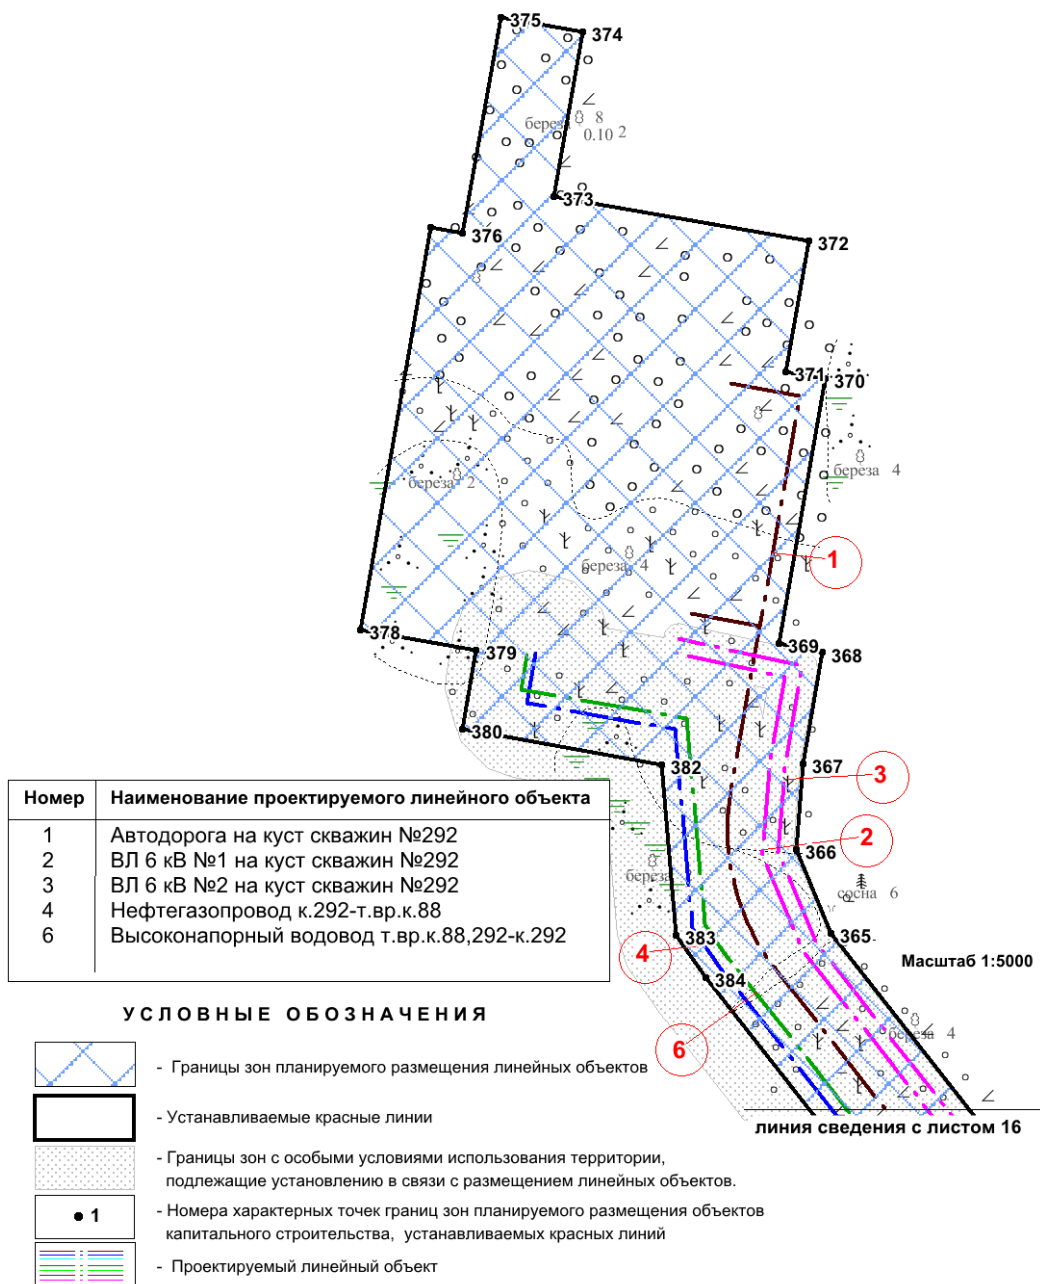 375
374
береза 8
0.10 2
373
376
372
371
370
береза 4
береза 2
береза 4
1
378
379
369
368
380
382
367
3
2
366
Номер Наименование проектируемого линейного объекта
1 Автодорога на куст скважин №292
2 ВЛ 6 кВ №1 на куст скважин №292
3 ВЛ 6 кВ №2 на куст скважин №292
4 Нефтегазопровод к.292-т.вр.к.88
6 Высоконапорный водовод т.вр.к.88,292-к.292
береза
сосна 6
383
365
4
384
Масштаб 1:5000
береза 4
6
УСЛОВНЫЕ ОБОЗНАЧЕНИЯ
линия сведения с листом 16
- Границы зон планируемого размещения линейных объектов
- Устанавливаемые красные линии
- Границы зон с особыми условиями использования территории,
подлежащие установлению в связи с размещением линейных объектов.
1
- Номера характерных точек границ зон планируемого размещения объектов
капитального строительства, устанавливаемых красных линий
- Проектируемый линейный объект